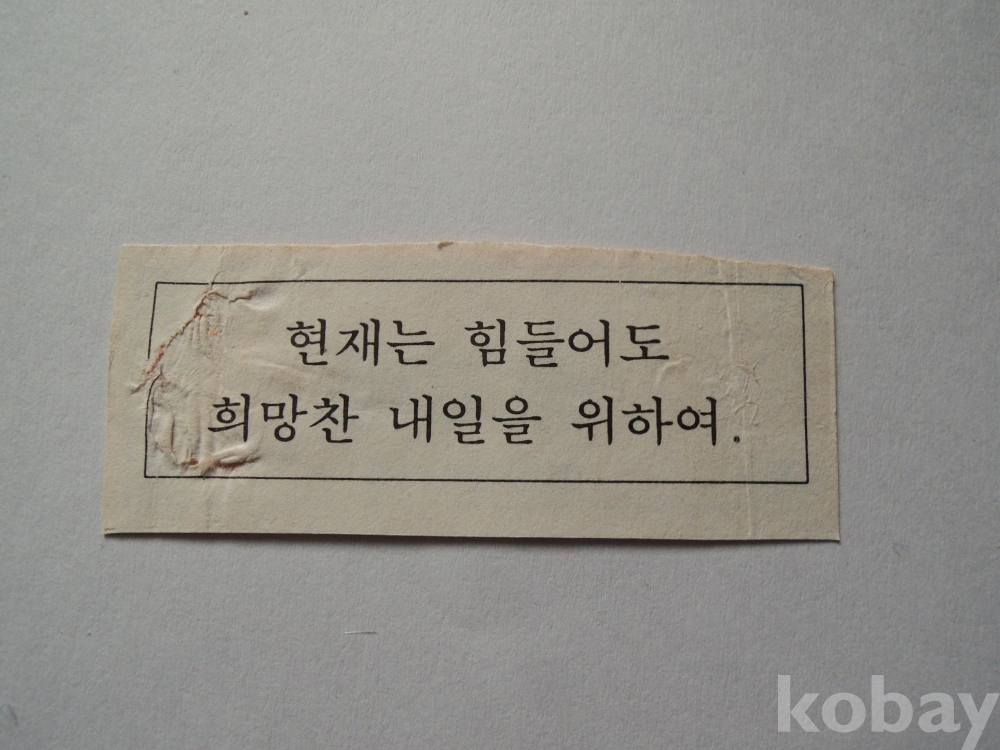 현재는 힘들어도
희망찬 내일을 위하여.
kobay